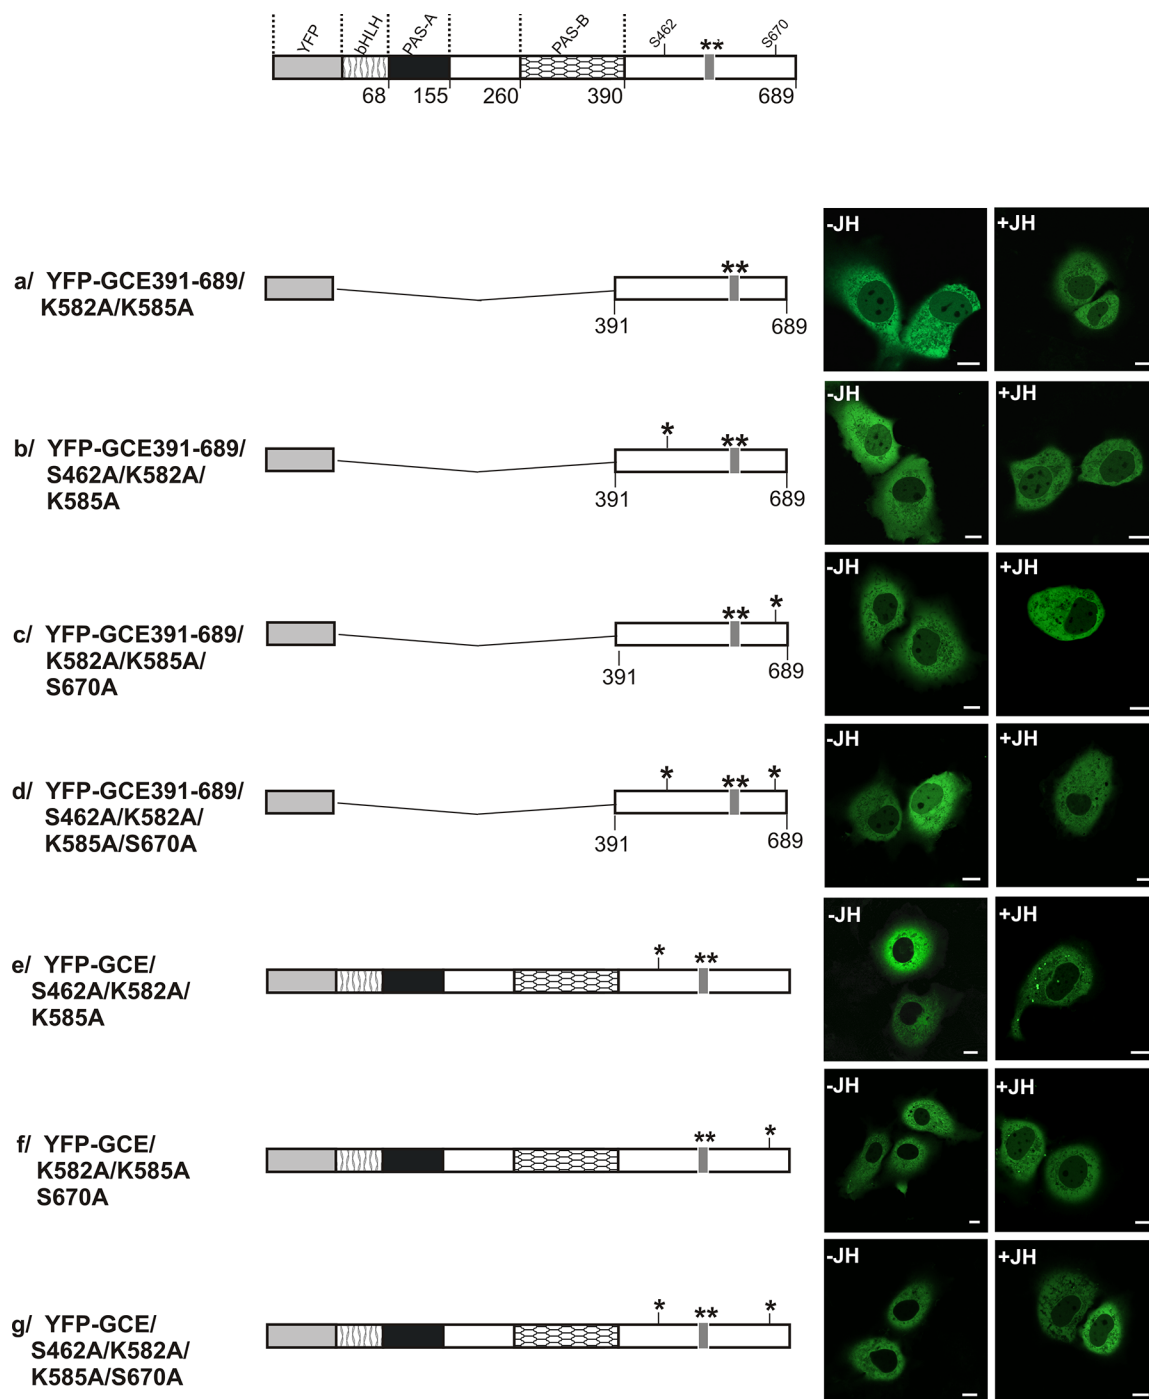 YFP bHLH PAS-A PAS-B S462 ** S670
68 155 260 390 689
a/ YFP-GCE391-689/
K582A/K585A
**
391 689
-JH +JH
b/ YFP-GCE391-689/
S462A/K582A/
K585A
* **
391 689
-JH +JH
c/ YFP-GCE391-689/
K582A/K585A/
S670A
** *
391 689
-JH +JH
d/ YFP-GCE391-689/
S462A/K582A/
K585A/S670A
* ** *
391 689
-JH +JH
e/ YFP-GCE/
S462A/K582A/
K585A
* **
-JH +JH
f/ YFP-GCE/
K582A/K585A
S670A
** *
-JH +JH
g/ YFP-GCE/
S462A/K582A/
K585A/S670A
* ** *
-JH +JH